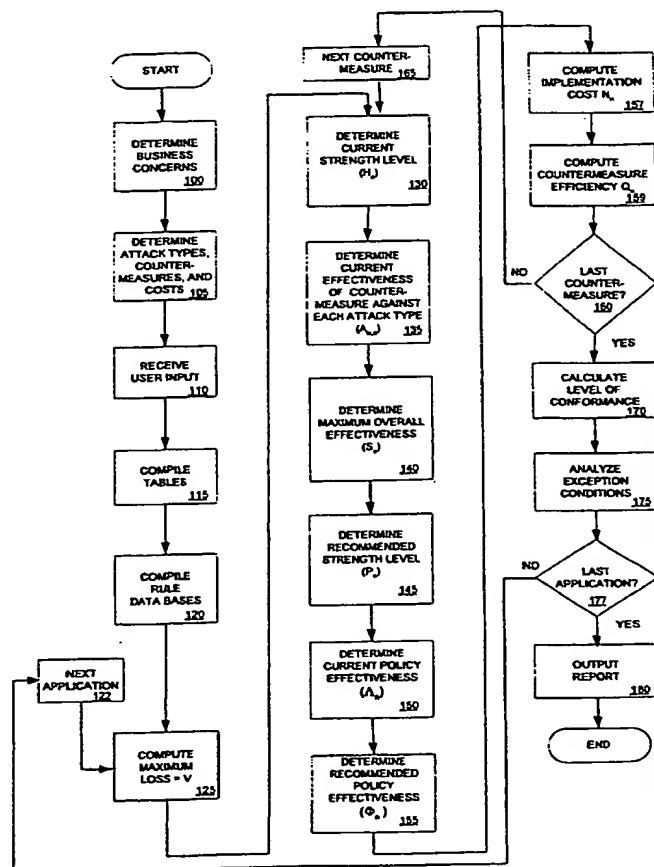 START
DETERMINE
BUSINESS
CONCERNS
100
DETERMINE
ATTACK TYPES,
COUNTER-
MEASURES, AND
COSTS
105
RECEIVE
USER INPUT
110
COMPILE
TABLES
115
COMPILE
RULE
DATA BASES
120
NEXT
APPLICATION
122
COMPUTE
MAXIMUM
LOSS = V
125
NEXT COUNTER-
MEASURE
165
DETERMINE
CURRENT
STRENGTH LEVEL
130
DETERMINE
CURRENT
EFFECTIVENESS
OF COUNTER-
MEASURE AGAINST
EACH ATTACK TYPE
135
DETERMINE
MAXIMUM OVERALL
EFFECTIVENESS
140
DETERMINE
RECOMMENDED
STRENGTH LEVEL
145
DETERMINE
CURRENT POLICY
EFFECTIVENESS
150
DETERMINE
RECOMMENDED
POLICY
EFFECTIVENESS
155
COMPUTE
IMPLEMENTATION
COST
157
COMPUTE
COUNTERMEASURE
EFFICIENCY
159
LAST
COUNTER-
MEASURE?
160
NO
YES
CALCULATE
LEVEL OF
CONFORMANCE
170
ANALYZE
EXCEPTION
CONDITIONS
175
LAST
APPLICATION?
177
NO
YES
OUTPUT
REPORT
180
END